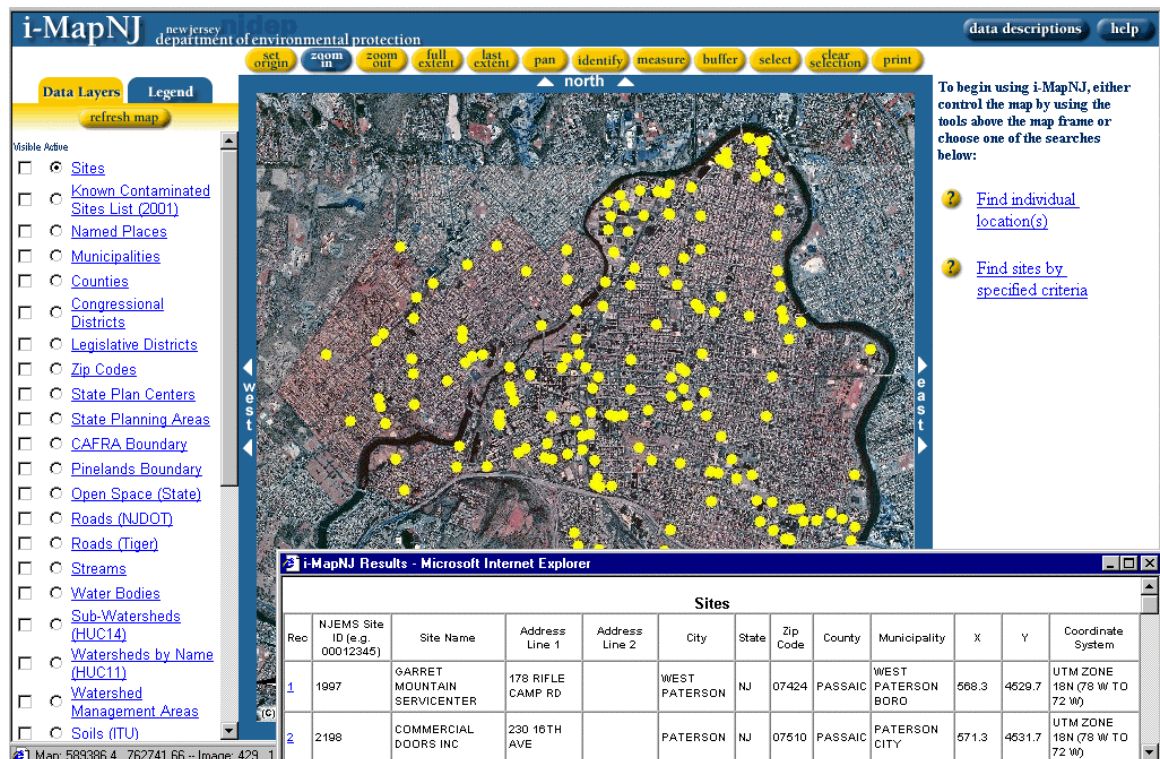 i-MapNJ
njdep
new jersey
department of environmental protection
data descriptions
help
set origin
zoom in
zoom out
full extent
last extent
pan
identify
measure
buffer
select
clear selection
print
Data Layers
Legend
refresh map
Visible Active
Sites
Known Contaminated
Sites List (2001)
Named Places
Municipalities
Counties
Congressional
Districts
Legislative Districts
Zip Codes
State Plan Centers
State Planning Areas
CAFRA Boundary
Pinelands Boundary
Open Space (State)
Roads (NJDOT)
Roads (Tiger)
Streams
Water Bodies
Sub-Watersheds
(HUC14)
Watersheds by Name
(HUC11)
Watershed
Management Areas
Soils (ITU)
north
west
east
(c)
To begin using i-MapNJ, either
control the map by using the
tools above the map frame or
choose one of the searches
below:
? Find individual
location(s)
? Find sites by
specified criteria
i-MapNJ Results - Microsoft Internet Explorer
Sites
Rec
NJEMS Site
ID (e.g.
00012345)
Site Name
Address
Line 1
Address
Line 2
City
State
Zip
Code
County
Municipality
X
Y
Coordinate
System
1
1997
GARRET
MOUNTAIN
SERVICENTER
178 RIFLE
CAMP RD
WEST
PATERSON
NJ
07424
PASSAIC
WEST
PATERSON
BORO
568.3
4529.7
UTM ZONE
18N (78 W TO
72 W)
2
2198
COMMERCIAL
DOORS INC
230 16TH
AVE
PATERSON
NJ
07510
PASSAIC
PATERSON
CITY
571.3
4531.7
UTM ZONE
18N (78 W TO
72 W)
Map: 589386.4 , 762741.66 -- Image: 429 , 1